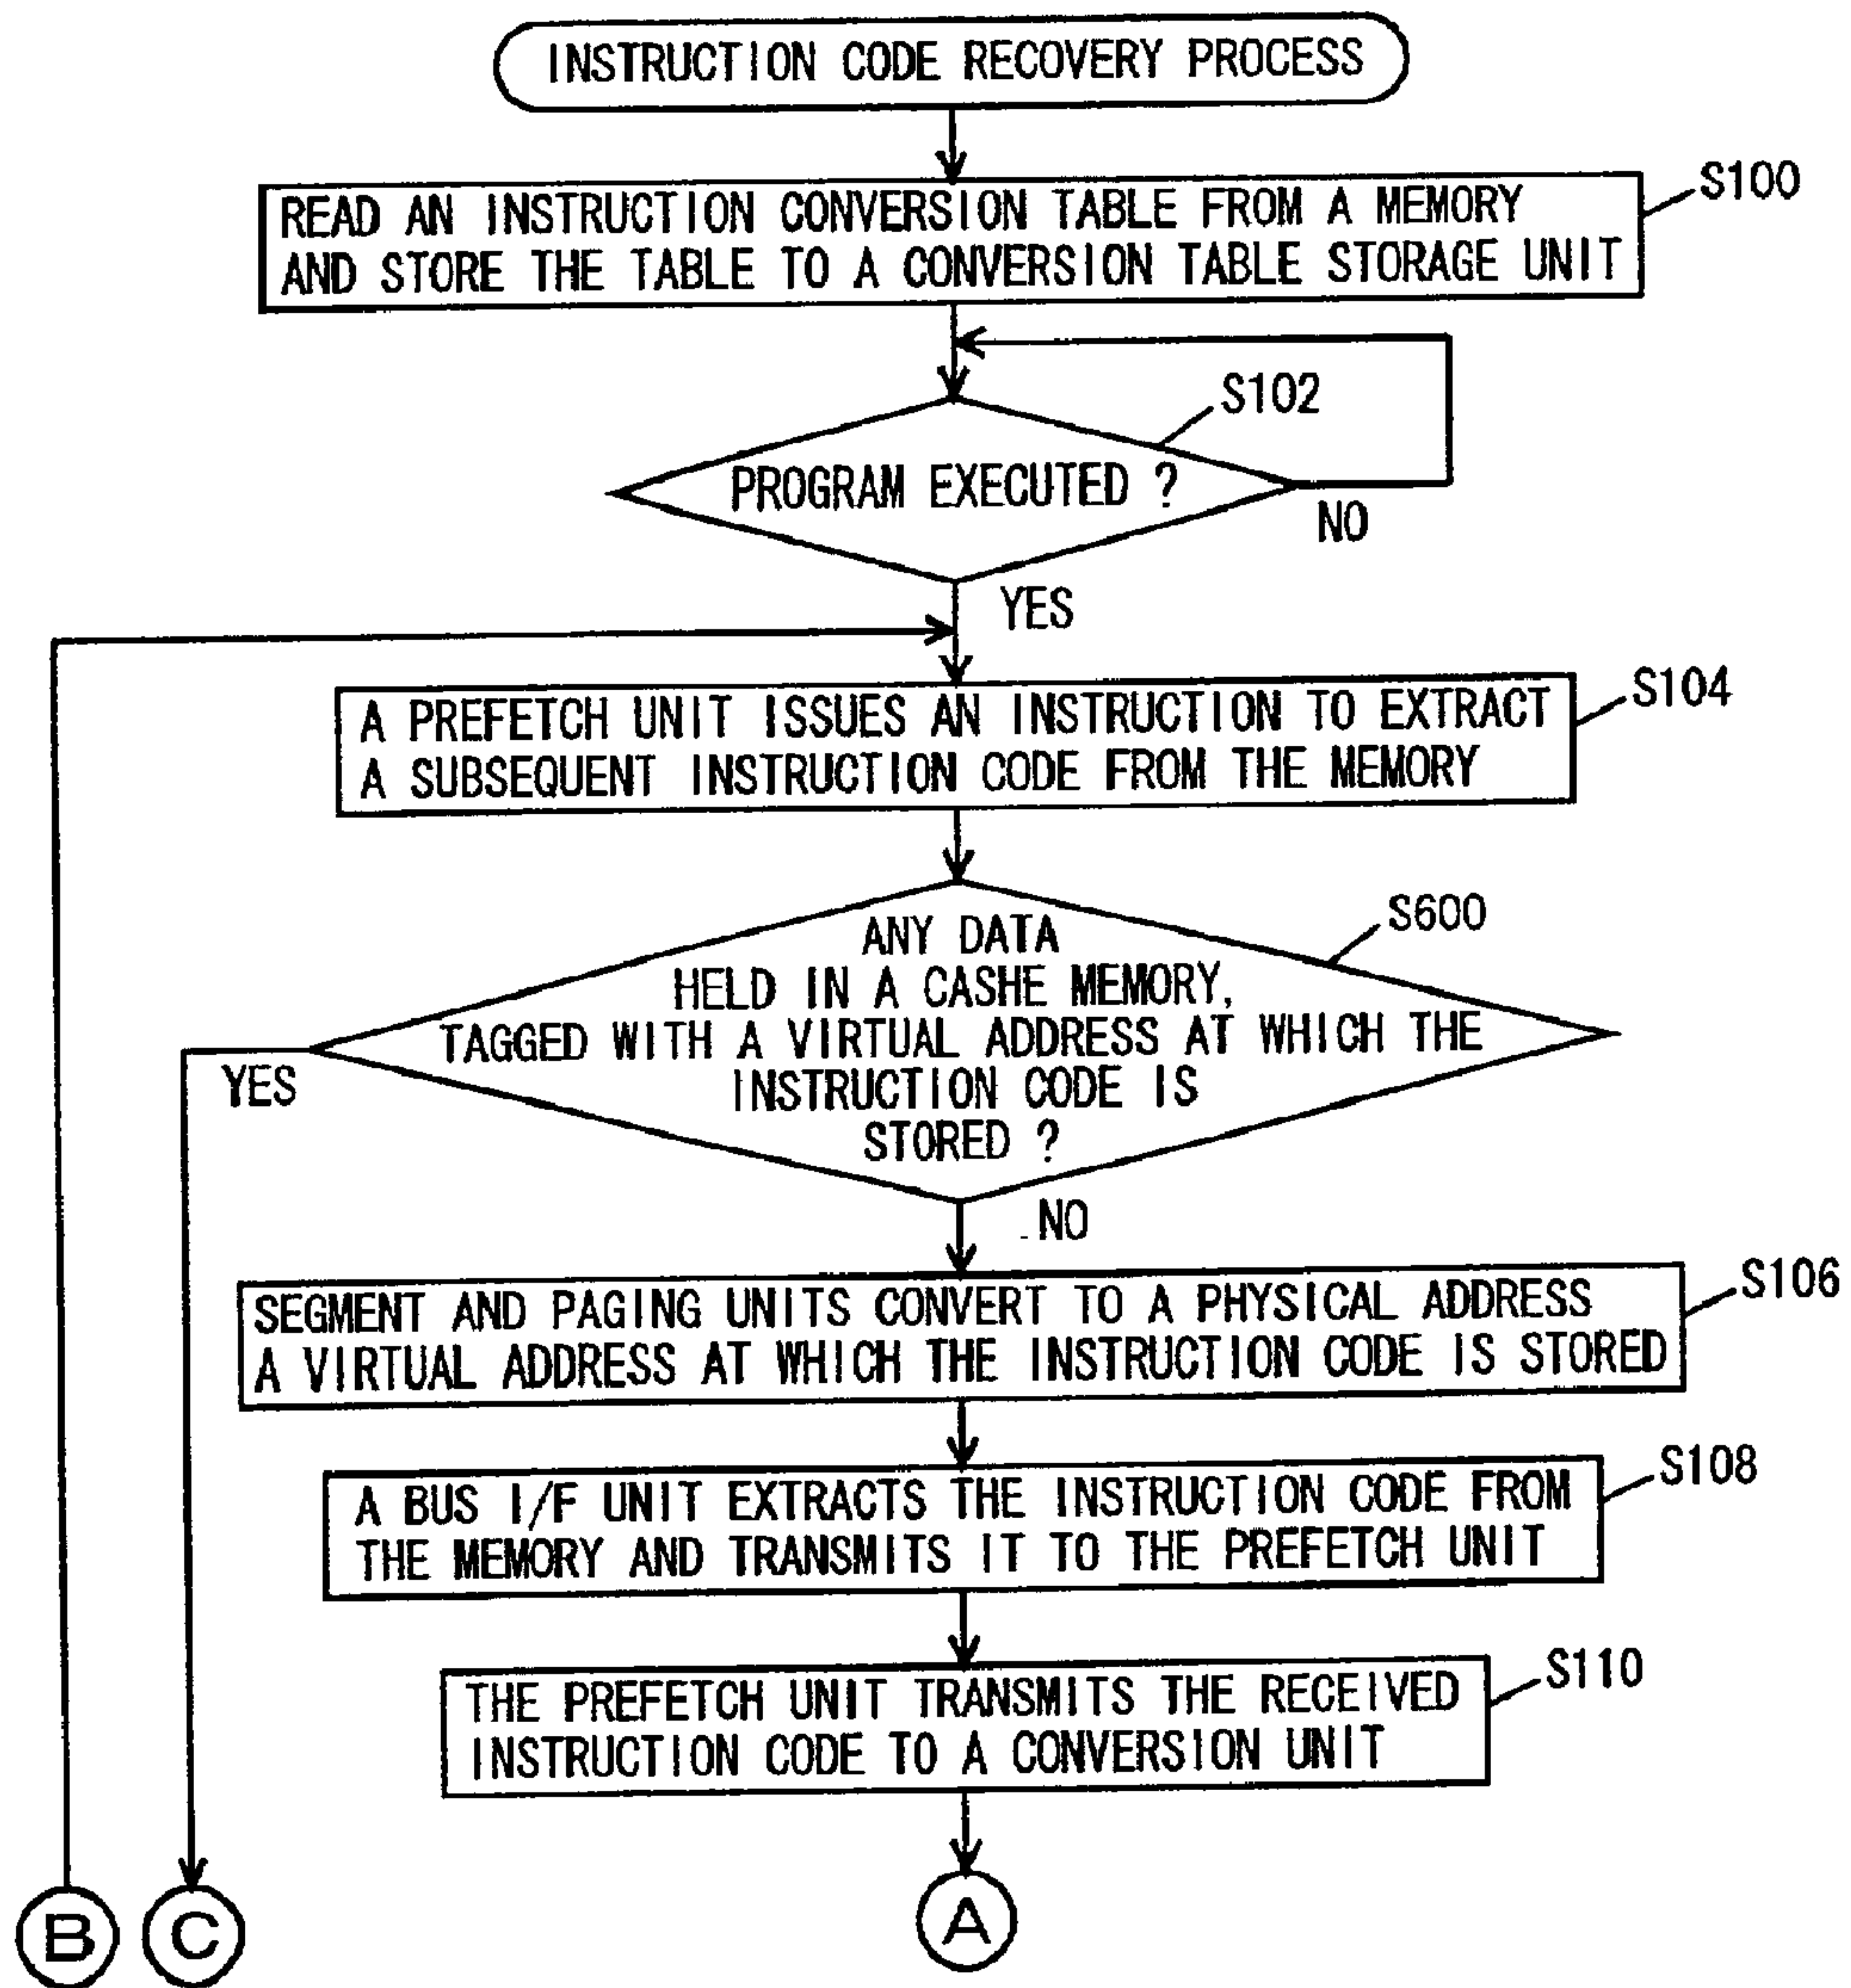 INSTRUCTION CODE RECOVERY PROCESS
READ AN INSTRUCTION CONVERSION TABLE FROM A MEMORY
AND STORE THE TABLE TO A CONVERSION TABLE STORAGE UNIT
S100
S102
PROGRAM EXECUTED ?
NO
YES
A PREFETCH UNIT ISSUES AN INSTRUCTION TO EXTRACT
A SUBSEQUENT INSTRUCTION CODE FROM THE MEMORY
S104
S600
ANY DATA
HELD IN A CASHE MEMORY,
TAGGED WITH A VIRTUAL ADDRESS AT WHICH THE
INSTRUCTION CODE IS
STORED ?
YES
NO
SEGMENT AND PAGING UNITS CONVERT TO A PHYSICAL ADDRESS
A VIRTUAL ADDRESS AT WHICH THE INSTRUCTION CODE IS STORED
S106
A BUS I/F UNIT EXTRACTS THE INSTRUCTION CODE FROM
THE MEMORY AND TRANSMITS IT TO THE PREFETCH UNIT
S108
THE PREFETCH UNIT TRANSMITS THE RECEIVED
INSTRUCTION CODE TO A CONVERSION UNIT
S110
B
C
A